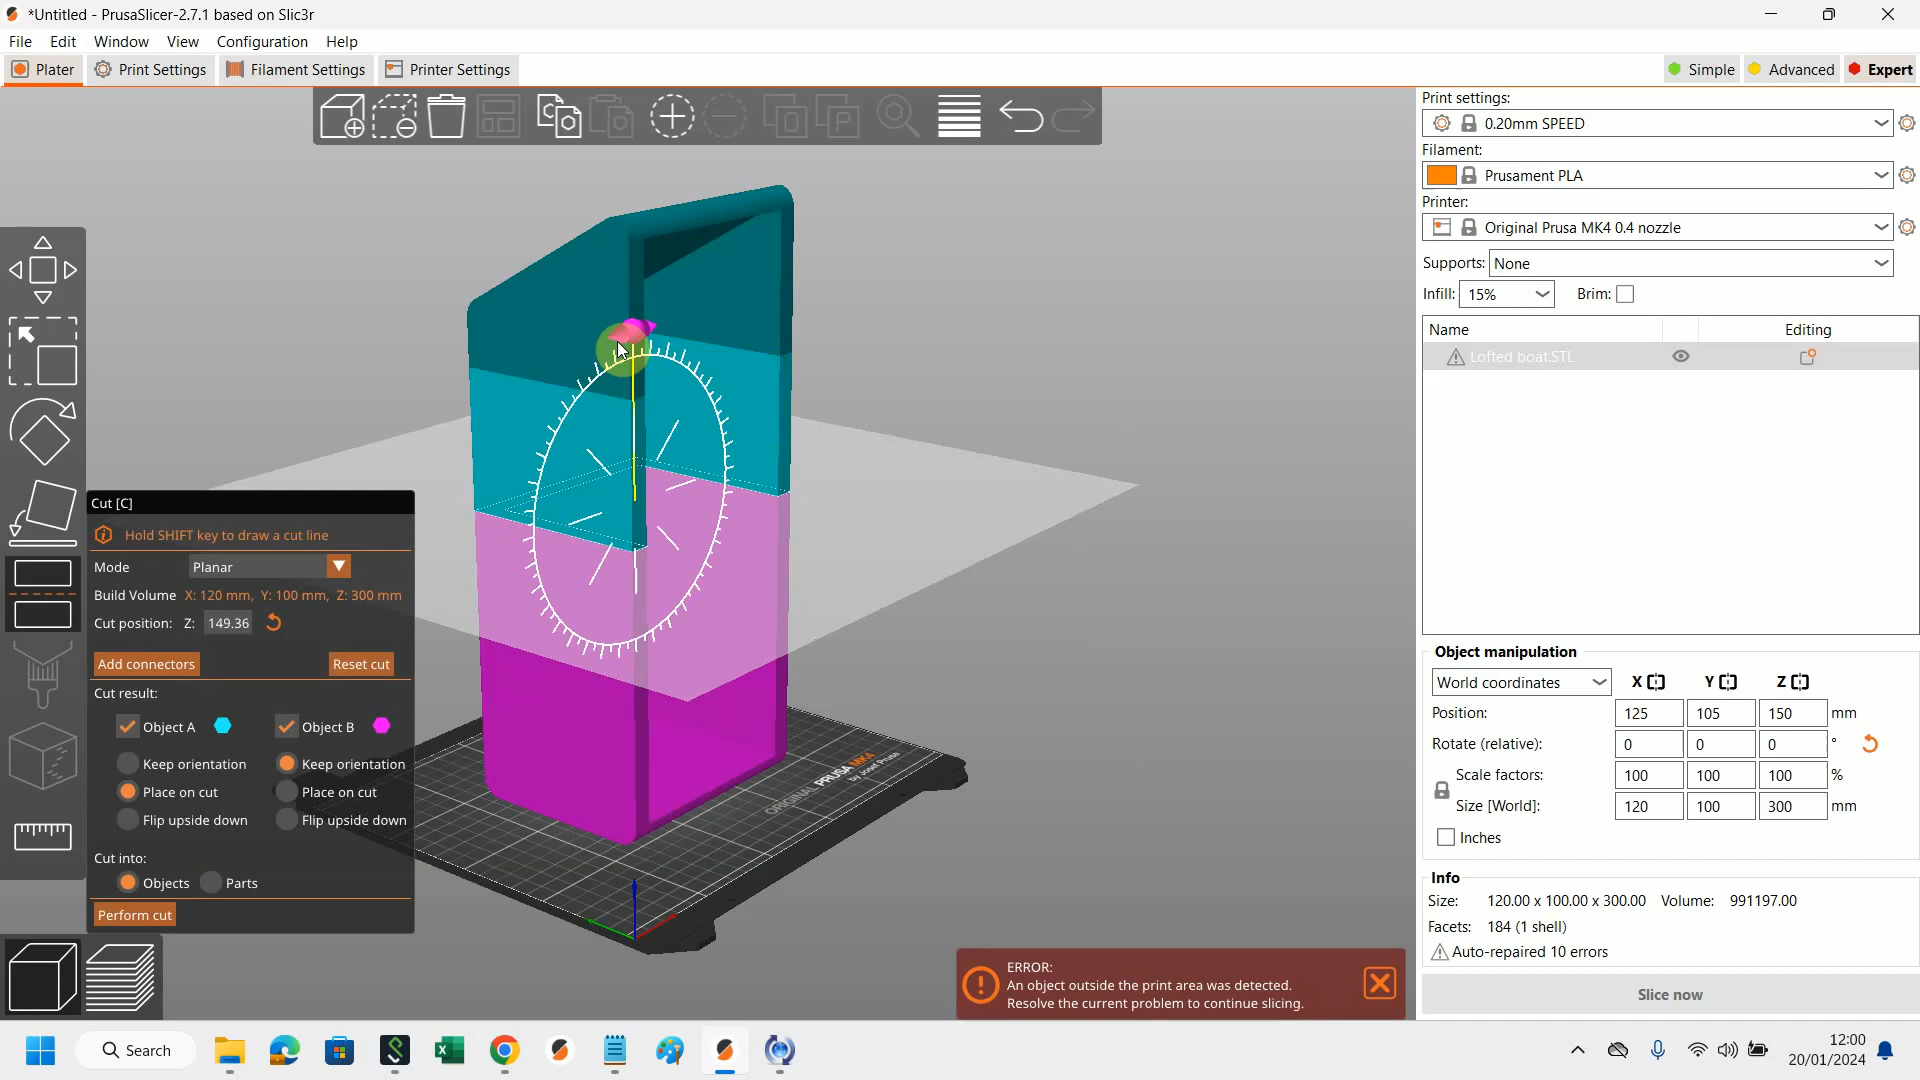 *Untitled - PrusaSlicer-2.7.1 based on Slic3r
File Edit Window View Configuration Help
Plater Print Settings Filament Settings Printer Settings Simple Advanced Expert
Print settings:
0.20mm SPEED
Filament:
Prusament PLA
Printer:
Original Prusa MK4 0.4 nozzle
Supports: None
Infill: 15% Brim:
Name Editing
Lofted boat.STL
Cut [C]
Hold SHIFT key to draw a cut line
Mode Planar
Build Volume X: 120 mm, Y: 100 mm, Z: 300 mm
Cut position: Z: 149.36
Add connectors Reset cut
Cut result:
Object A Object B
Keep orientation Keep orientation
Place on cut Place on cut
Flip upside down Flip upside down
Cut into:
Objects Parts
Perform cut
ORIGINAL PRUSA MK4
by Josef Prusa
Object manipulation
World coordinates X Y Z
Position: 125 105 150 mm
Rotate (relative): 0 0 0 °
Scale factors: 100 100 100 %
Size [World]: 120 100 300 mm
Inches
Info
Size: 120.00 x 100.00 x 300.00 Volume: 991197.00
Facets: 184 (1 shell)
Auto-repaired 10 errors
ERROR:
An object outside the print area was detected.
Resolve the current problem to continue slicing.
Slice now
Search
12:00
20/01/2024